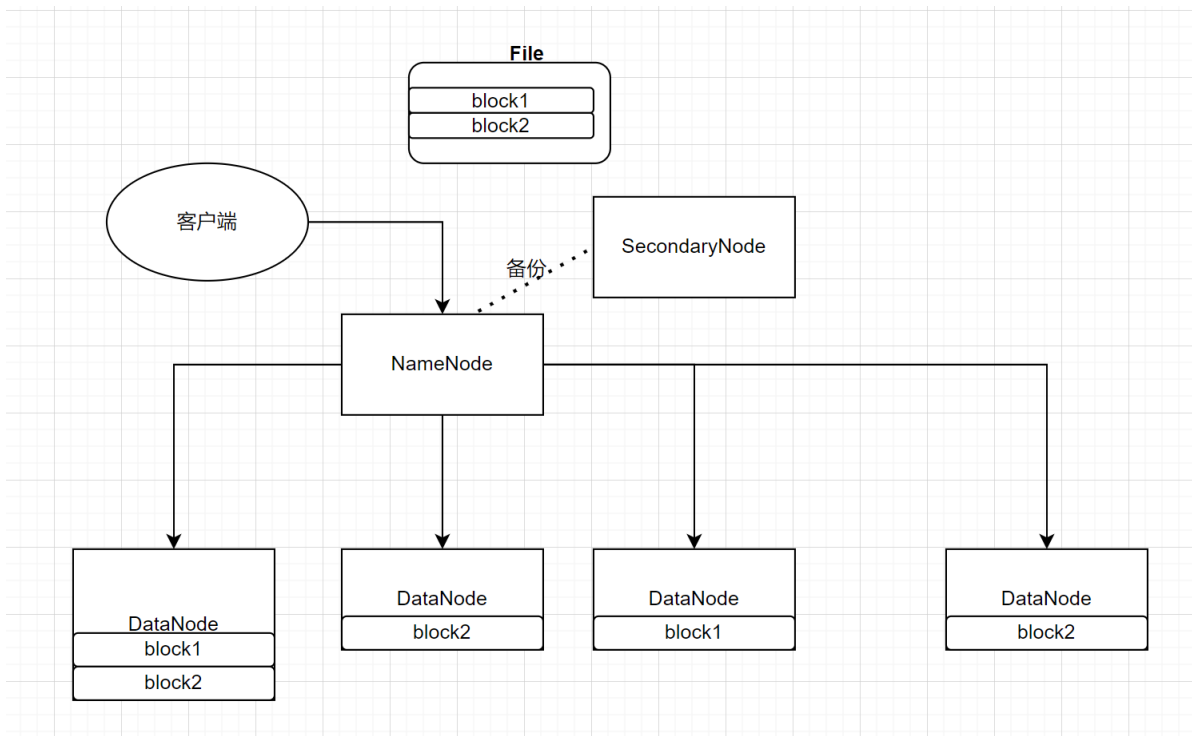 File
block1
block2
客户端
SecondaryNode
备份
NameNode
DataNode
block1
block2
DataNode
block2
DataNode
block1
DataNode
block2